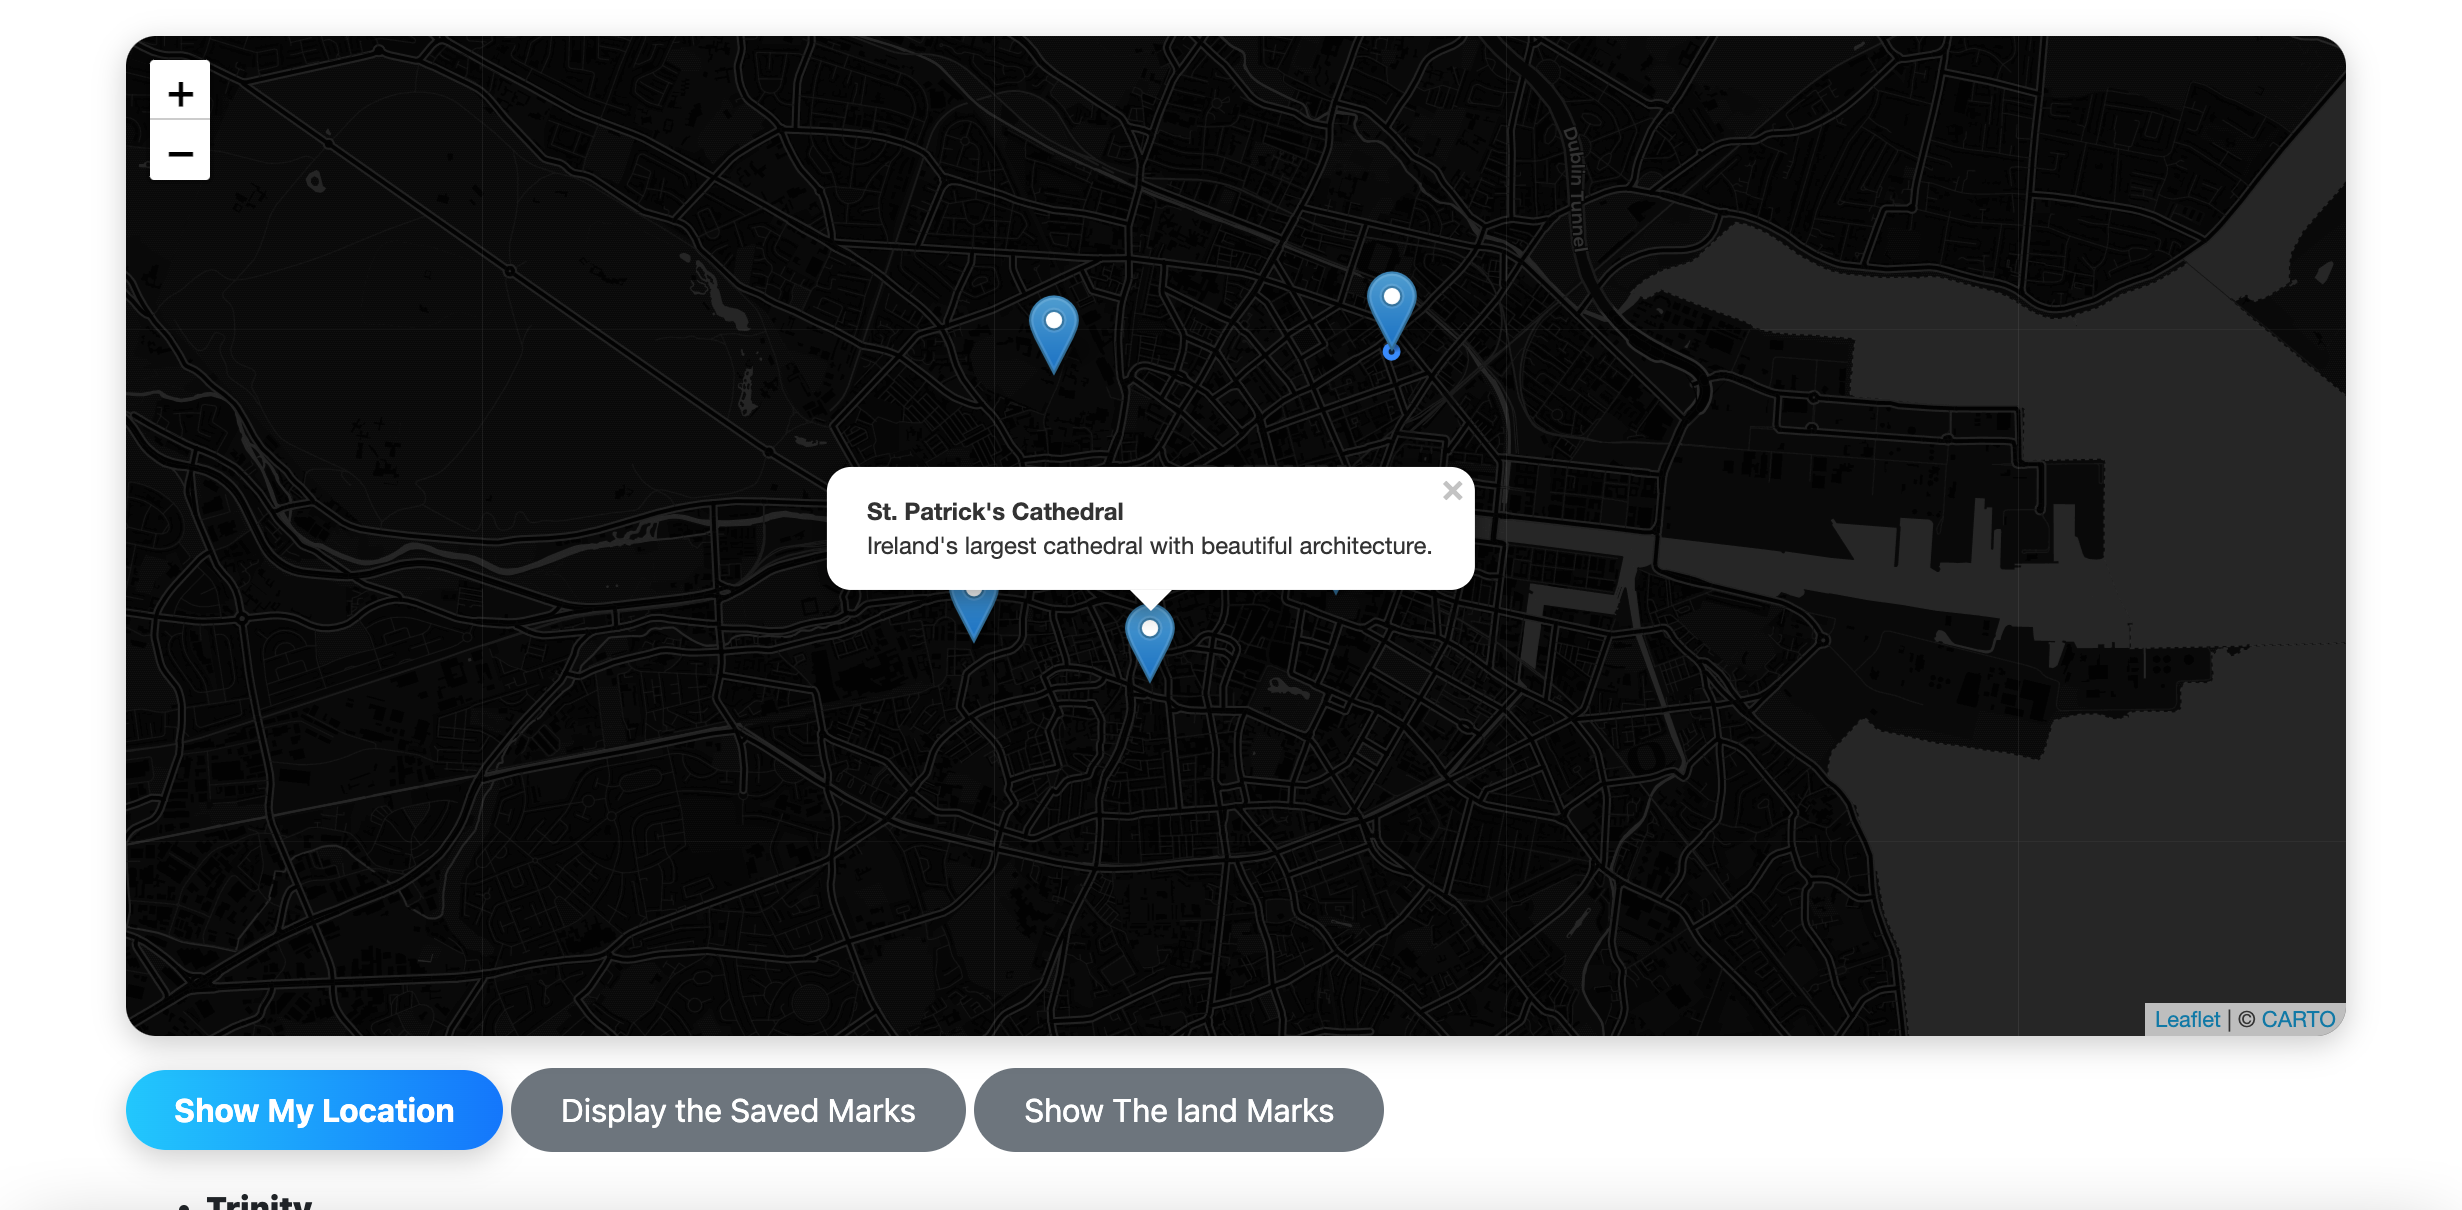 +
−
Dublin Tunnel
St. Patrick's Cathedral
Ireland's largest cathedral with beautiful architecture.
×
Leaflet | © CARTO
Show My Location
Display the Saved Marks
Show The land Marks
• Trinity